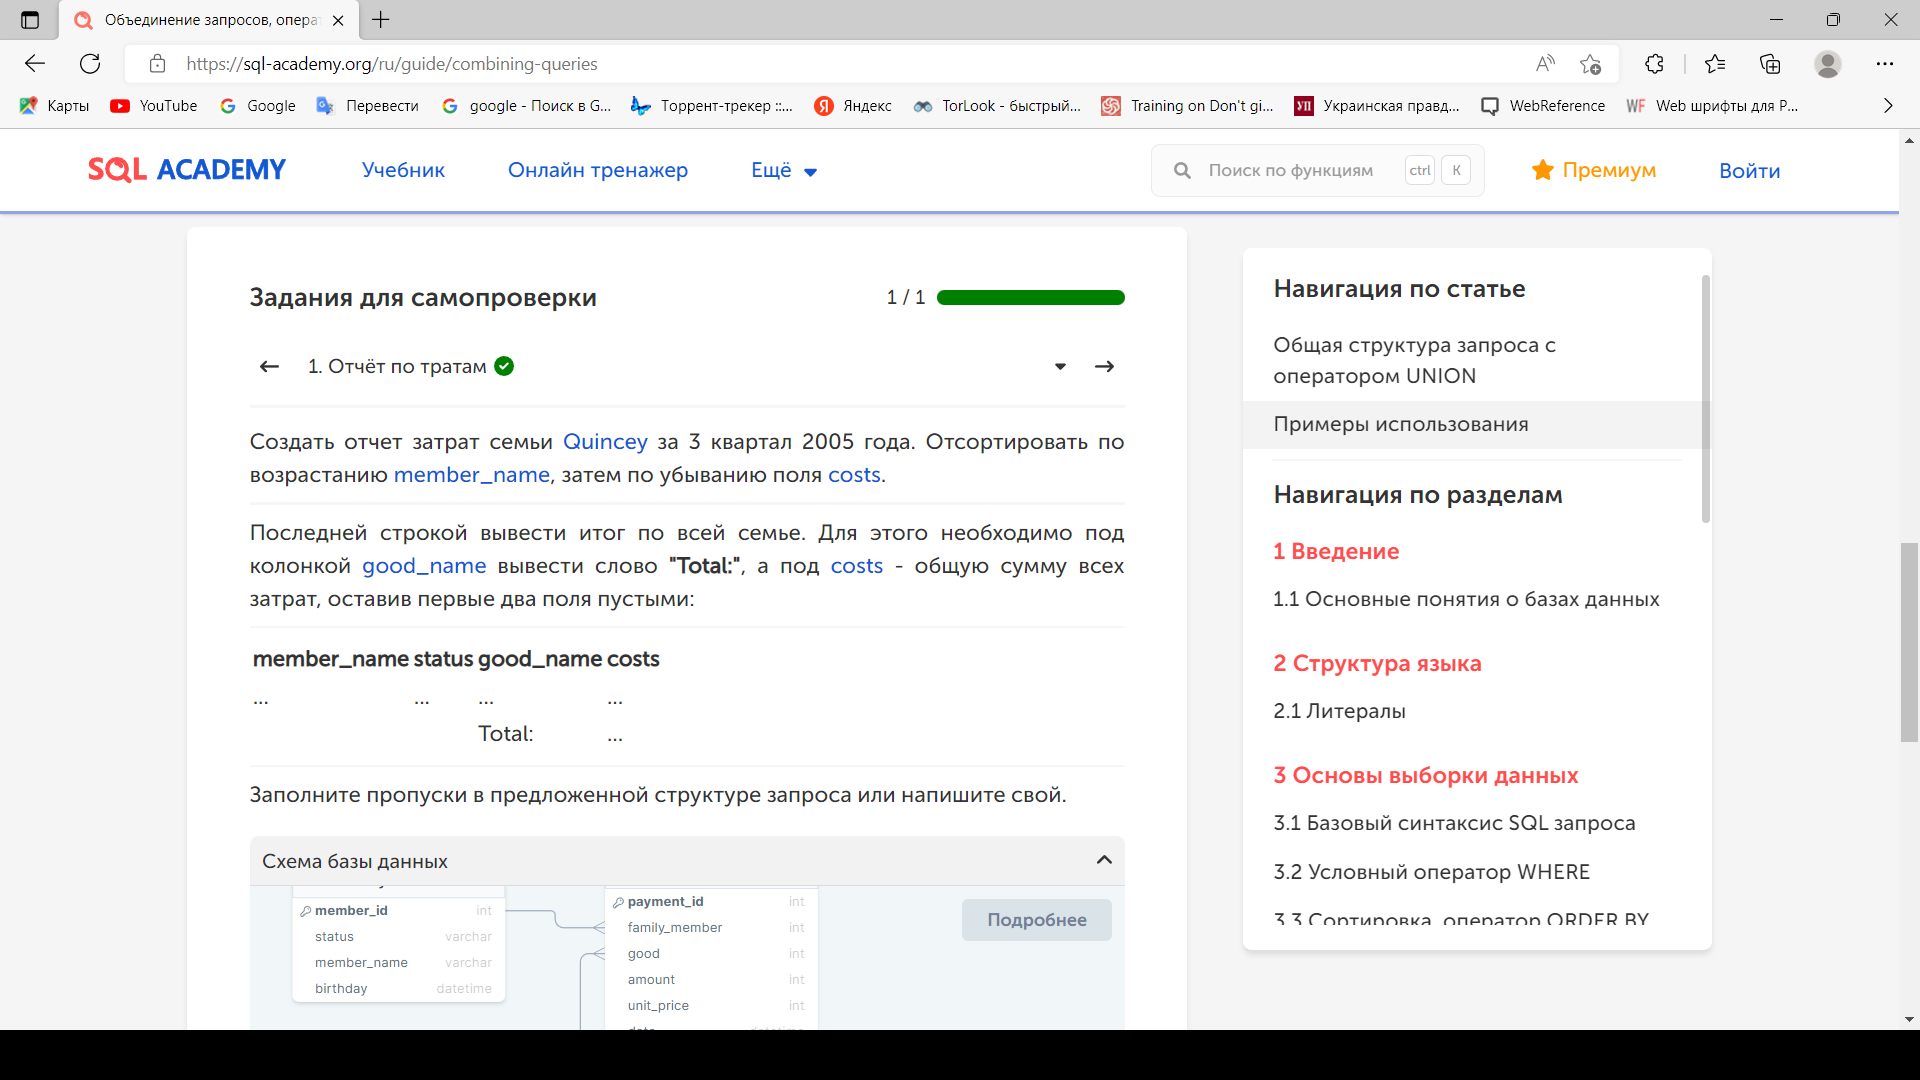 Объединение запросов, опера
https://sql-academy.org/ru/guide/combining-queries
Карты YouTube Google Перевести google - Поиск в G... Торрент-трекер ::... Яндекс TorLook - быстрый... Training on Don't gi... Украинская правд... WebReference Web шрифты для P...
SQL ACADEMY Учебник Онлайн тренажер Ещё Поиск по функциям ctrl K Премиум Войти
Задания для самопроверки 1 / 1
1. Отчёт по тратам
Создать отчет затрат семьи Quincey за 3 квартал 2005 года. Отсортировать по
возрастанию member_name, затем по убыванию поля costs.
Последней строкой вывести итог по всей семье. Для этого необходимо под
колонкой good_name вывести слово "Total:", а под costs - общую сумму всех
затрат, оставив первые два поля пустыми:
member_name status good_name costs
... ... ... ...
Total: ...
Заполните пропуски в предложенной структуре запроса или напишите свой.
Схема базы данных
member_id int
status varchar
member_name varchar
birthday datetime
payment_id int
family_member int
good int
amount int
unit_price int
Подробнее
Навигация по статье
Общая структура запроса с
оператором UNION
Примеры использования
Навигация по разделам
1 Введение
1.1 Основные понятия о базах данных
2 Структура языка
2.1 Литералы
3 Основы выборки данных
3.1 Базовый синтаксис SQL запроса
3.2 Условный оператор WHERE
3.3 Сортировка, оператор ORDER BY